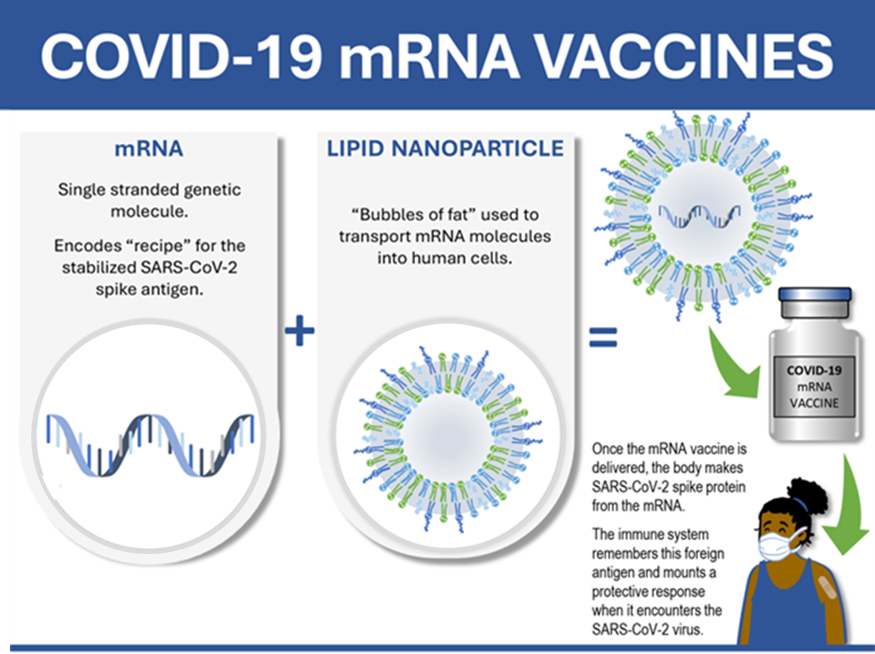 COVID-19 mRNA VACCINES
mRNA
Single stranded genetic
molecule.
Encodes “recipe” for the
stabilized SARS-CoV-2
spike antigen.
+
LIPID NANOPARTICLE
“Bubbles of fat” used to
transport mRNA molecules
into human cells.
=
COVID-19
mRNA
VACCINE
Once the mRNA vaccine is
delivered, the body makes
SARS-CoV-2 spike protein
from the mRNA.
The immune system
remembers this foreign
antigen and mounts a
protective response
when it encounters the
SARS-CoV-2 virus.